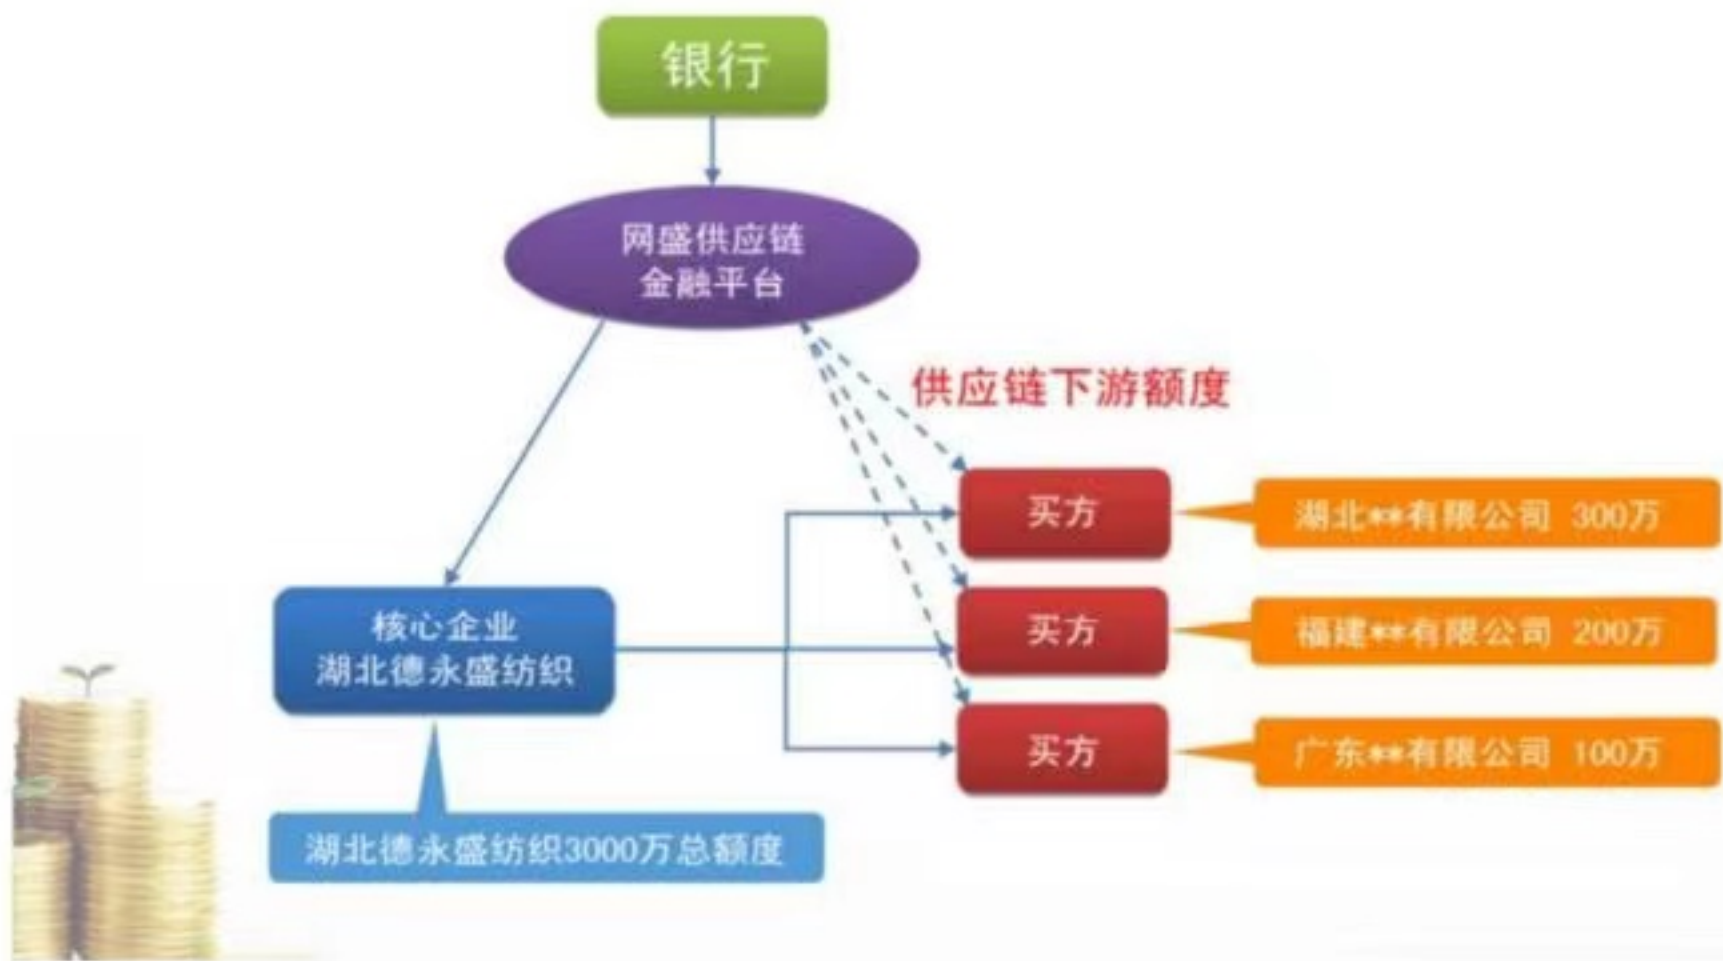 银行
网盛供应链
金融平台
供应链下游额度
买方
湖北**有限公司 300万
买方
福建**有限公司 200万
核心企业
湖北德永盛纺织
买方
广东**有限公司 100万
湖北德永盛纺织3000万总额度